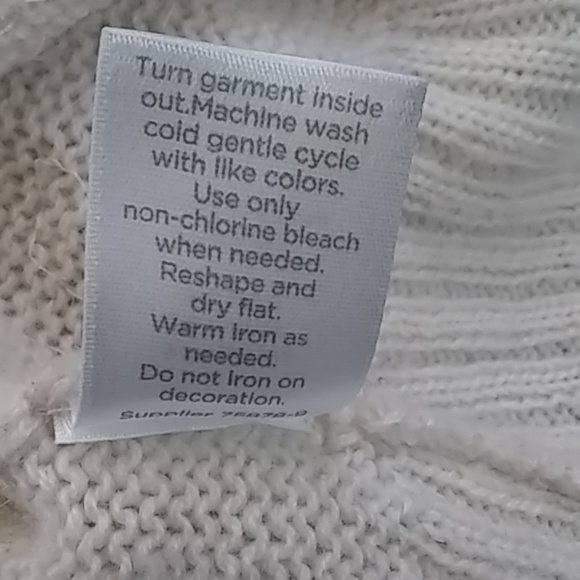 Turn garment inside
out.Machine wash
cold gentle cycle
with like colors.
Use only
non-chlorine bleach
when needed.
Reshape and
dry flat.
Warm iron as
needed.
Do not iron on
decoration.
Supplier